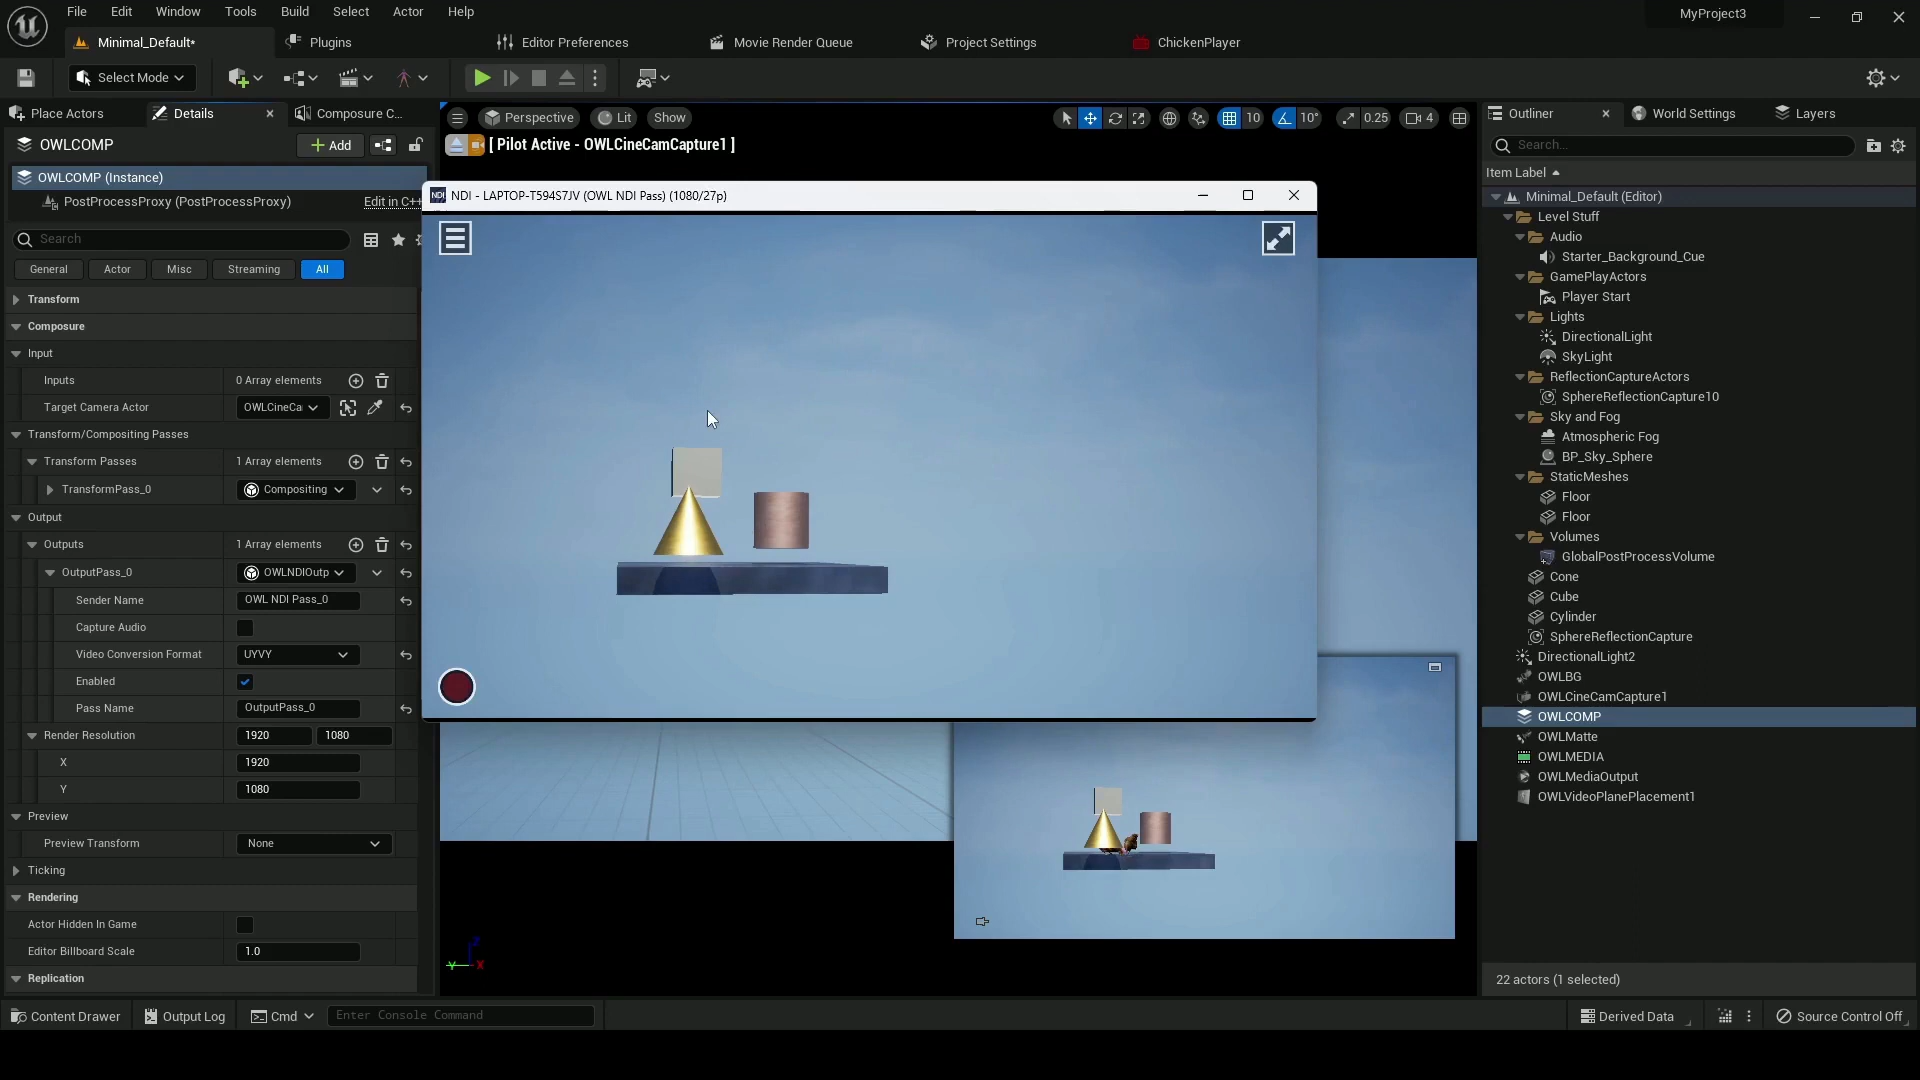 File Edit Window Tools Build Select Actor Help
MyProject3
Minimal_Default*
Plugins
Editor Preferences
Movie Render Queue
Project Settings
ChickenPlayer
Select Mode
Place Actors
Details
Composure C...
OWLCOMP
Add
OWLCOMP (Instance)
PostProcessProxy (PostProcessProxy)
Edit in C++
Search
General Actor Misc Streaming All
Transform
Composure
Input
Inputs 0 Array elements
Target Camera Actor OWLCineCa
Transform/Compositing Passes
Transform Passes 1 Array elements
TransformPass_0 Compositing
Output
Outputs 1 Array elements
OutputPass_0 OWLNDIOutp
Sender Name OWL NDI Pass_0
Capture Audio
Video Conversion Format UYVY
Enabled
Pass Name OutputPass_0
Render Resolution 1920 1080
X 1920
Y 1080
Preview
Preview Transform None
Ticking
Rendering
Actor Hidden In Game
Editor Billboard Scale 1.0
Replication
Perspective Lit Show
10 10° 0.25 4
[ Pilot Active - OWLCineCamCapture1 ]
NDI - LAPTOP-T594S7JV (OWL NDI Pass) (1080/27p)
Outliner
World Settings
Layers
Search...
Item Label
Minimal_Default (Editor)
Level Stuff
Audio
Starter_Background_Cue
GamePlayActors
Player Start
Lights
DirectionalLight
SkyLight
ReflectionCaptureActors
SphereReflectionCapture10
Sky and Fog
Atmospheric Fog
BP_Sky_Sphere
StaticMeshes
Floor
Floor
Volumes
GlobalPostProcessVolume
Cone
Cube
Cylinder
SphereReflectionCapture
DirectionalLight2
OWLBG
OWLCineCamCapture1
OWLCOMP
OWLMatte
OWLMEDIA
OWLMediaOutput
OWLVideoPlanePlacement1
22 actors (1 selected)
Content Drawer
Output Log
Cmd
Enter Console Command
Derived Data
Source Control Off